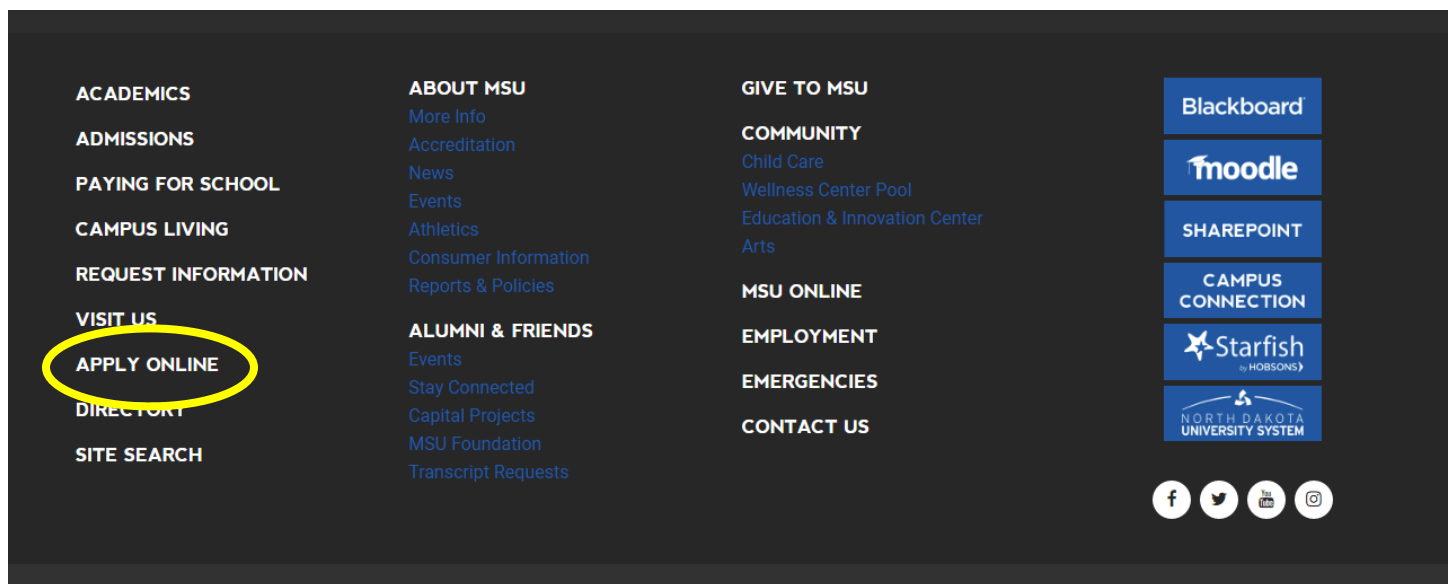 ACADEMICS
ADMISSIONS
PAYING FOR SCHOOL
CAMPUS LIVING
REQUEST INFORMATION
VISIT US
APPLY ONLINE
DIRECTORY
SITE SEARCH
ABOUT MSU
More Info
Accreditation
News
Events
Athletics
Consumer Information
Reports & Policies
ALUMNI & FRIENDS
Events
Stay Connected
Capital Projects
MSU Foundation
Transcript Requests
GIVE TO MSU
COMMUNITY
Child Care
Wellness Center Pool
Education & Innovation Center
Arts
MSU ONLINE
EMPLOYMENT
EMERGENCIES
CONTACT US
Blackboard
moodle
SHAREPOINT
CAMPUS
CONNECTION
Starfish
by HOBSONS
NORTH DAKOTA
UNIVERSITY SYSTEM
You
Tube